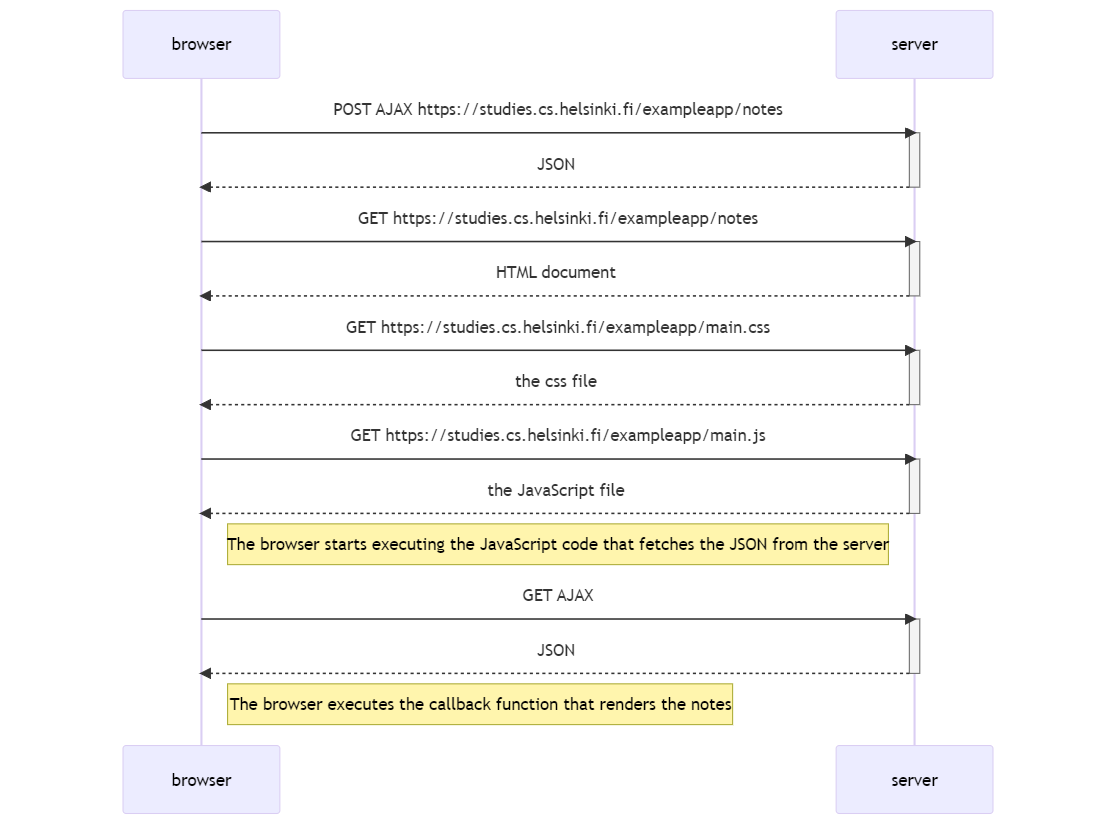 browser
server
POST AJAX https://studies.cs.helsinki.fi/exampleapp/notes
JSON
GET https://studies.cs.helsinki.fi/exampleapp/notes
HTML document
GET https://studies.cs.helsinki.fi/exampleapp/main.css
the css file
GET https://studies.cs.helsinki.fi/exampleapp/main.js
the JavaScript file
The browser starts executing the JavaScript code that fetches the JSON from the server
GET AJAX
JSON
The browser executes the callback function that renders the notes
browser
server